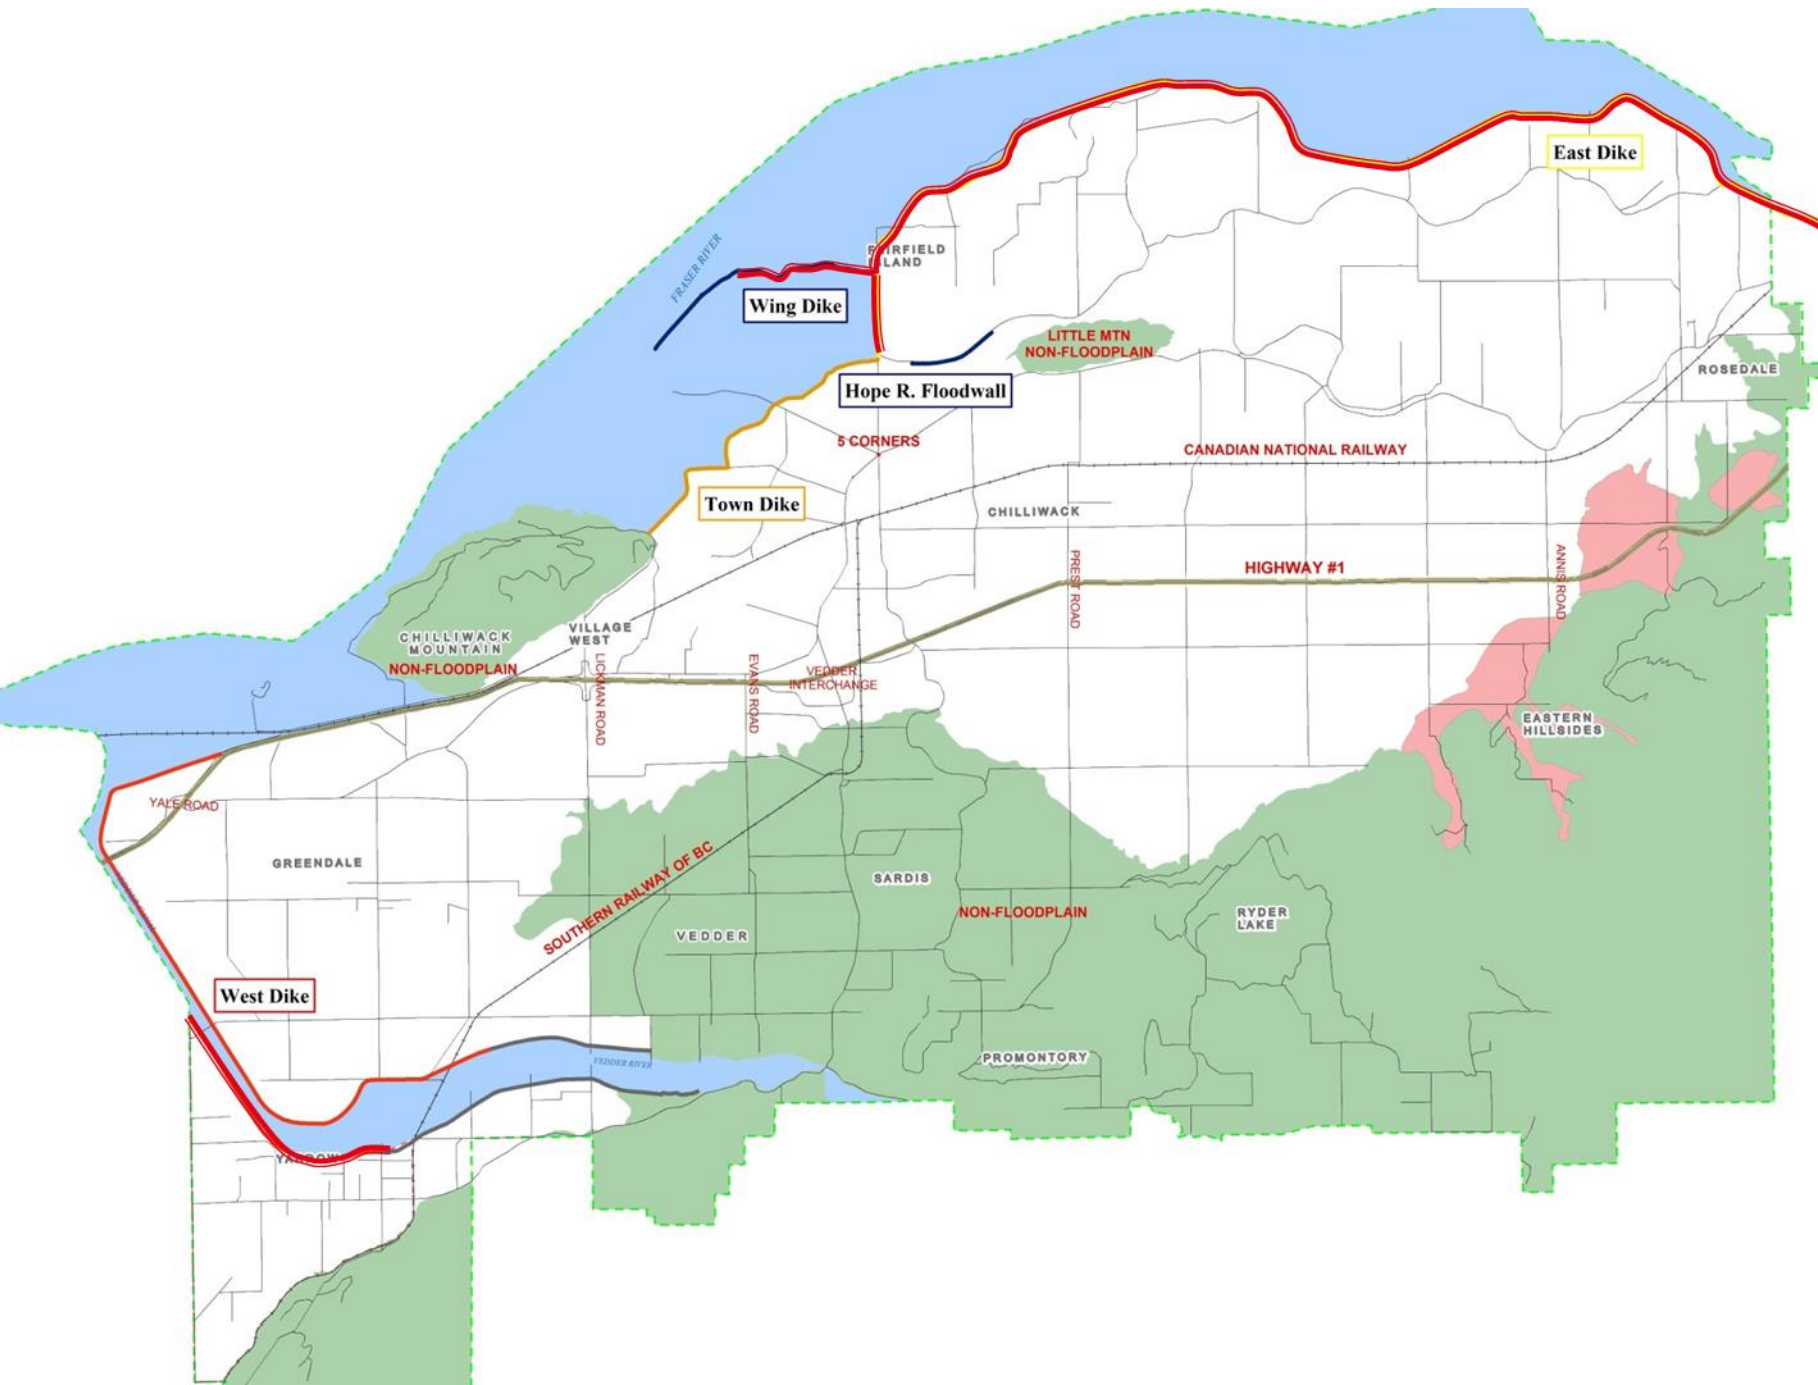 East Dike
FAIRFIELD
ISLAND
FRASER RIVER
Wing Dike
LITTLE MTN
NON-FLOODPLAIN
ROSEDALE
Hope R. Floodwall
5 CORNERS
CANADIAN NATIONAL RAILWAY
Town Dike
CHILLIWACK
HIGHWAY #1
PREST ROAD
ANNIS ROAD
CHILLIWACK
MOUNTAIN
NON-FLOODPLAIN
VILLAGE
WEST
LICKMAN ROAD
EVANS ROAD
VEDDER
INTERCHANGE
EASTERN
HILLSIDES
YALE ROAD
GREENDALE
SOUTHERN RAILWAY OF BC
SARDIS
NON-FLOODPLAIN
RYDER
LAKE
VEDDER
West Dike
VEDDER RIVER
PROMONTORY
YARROW